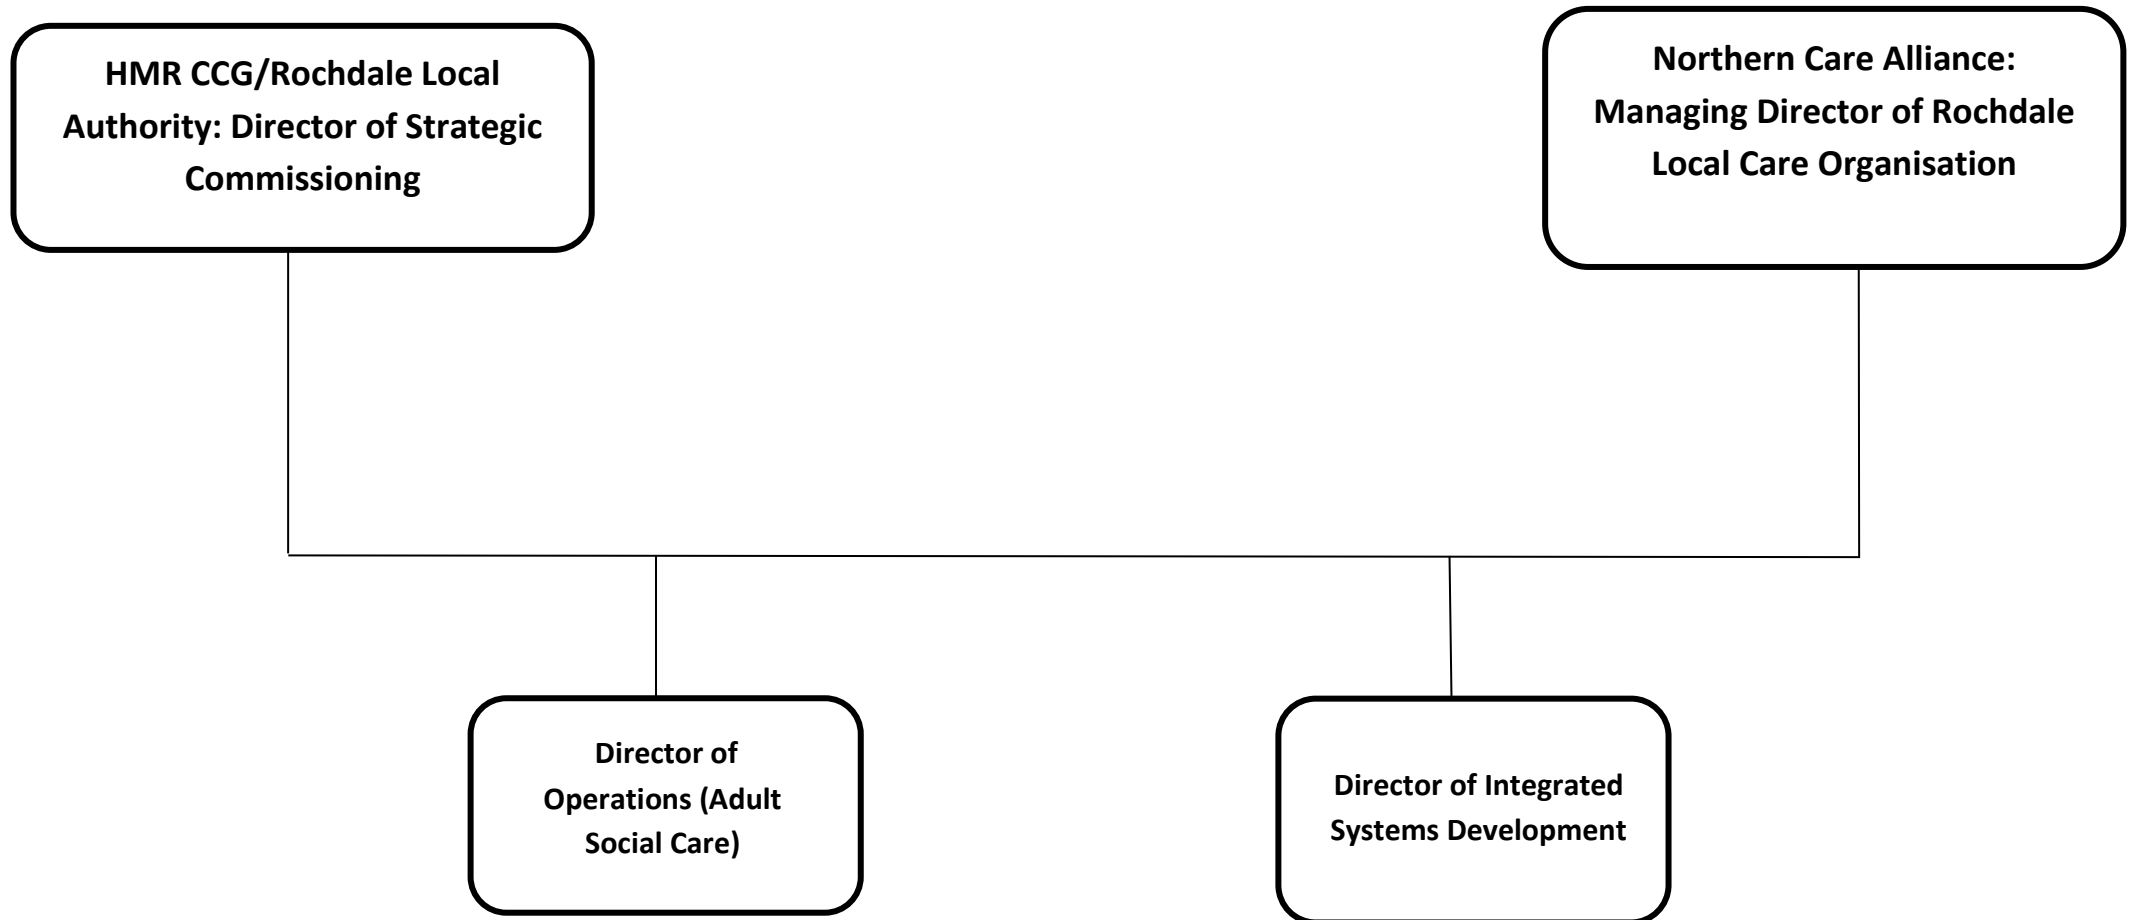 HMR CCG/Rochdale Local
Authority: Director of Strategic
Commissioning
Northern Care Alliance:
Managing Director of Rochdale
Local Care Organisation
Director of
Operations (Adult
Social Care)
Director of Integrated
Systems Development